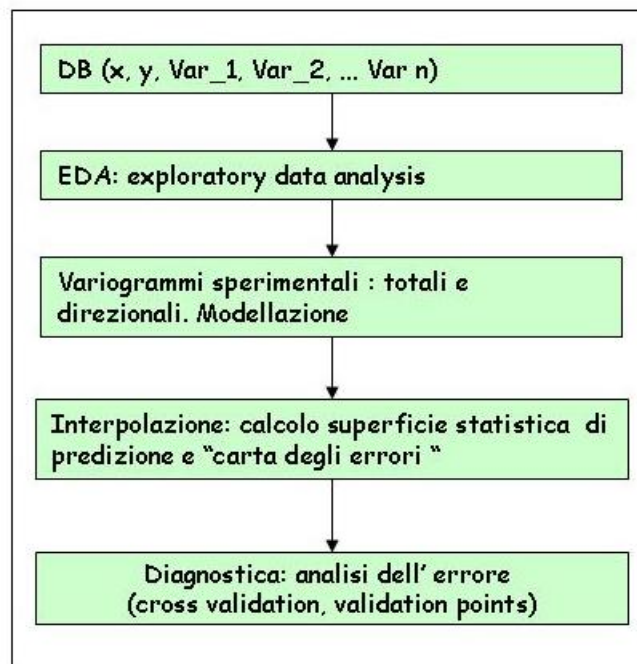 DB (x, y, Var_1, Var_2, ... Var n)
EDA: exploratory data analysis
Variogrammi sperimentali : totali e
direzionali. Modellazione
Interpolazione: calcolo superficie statistica di
predizione e “carta degli errori “
Diagnostica: analisi dell’ errore
(cross validation, validation points)